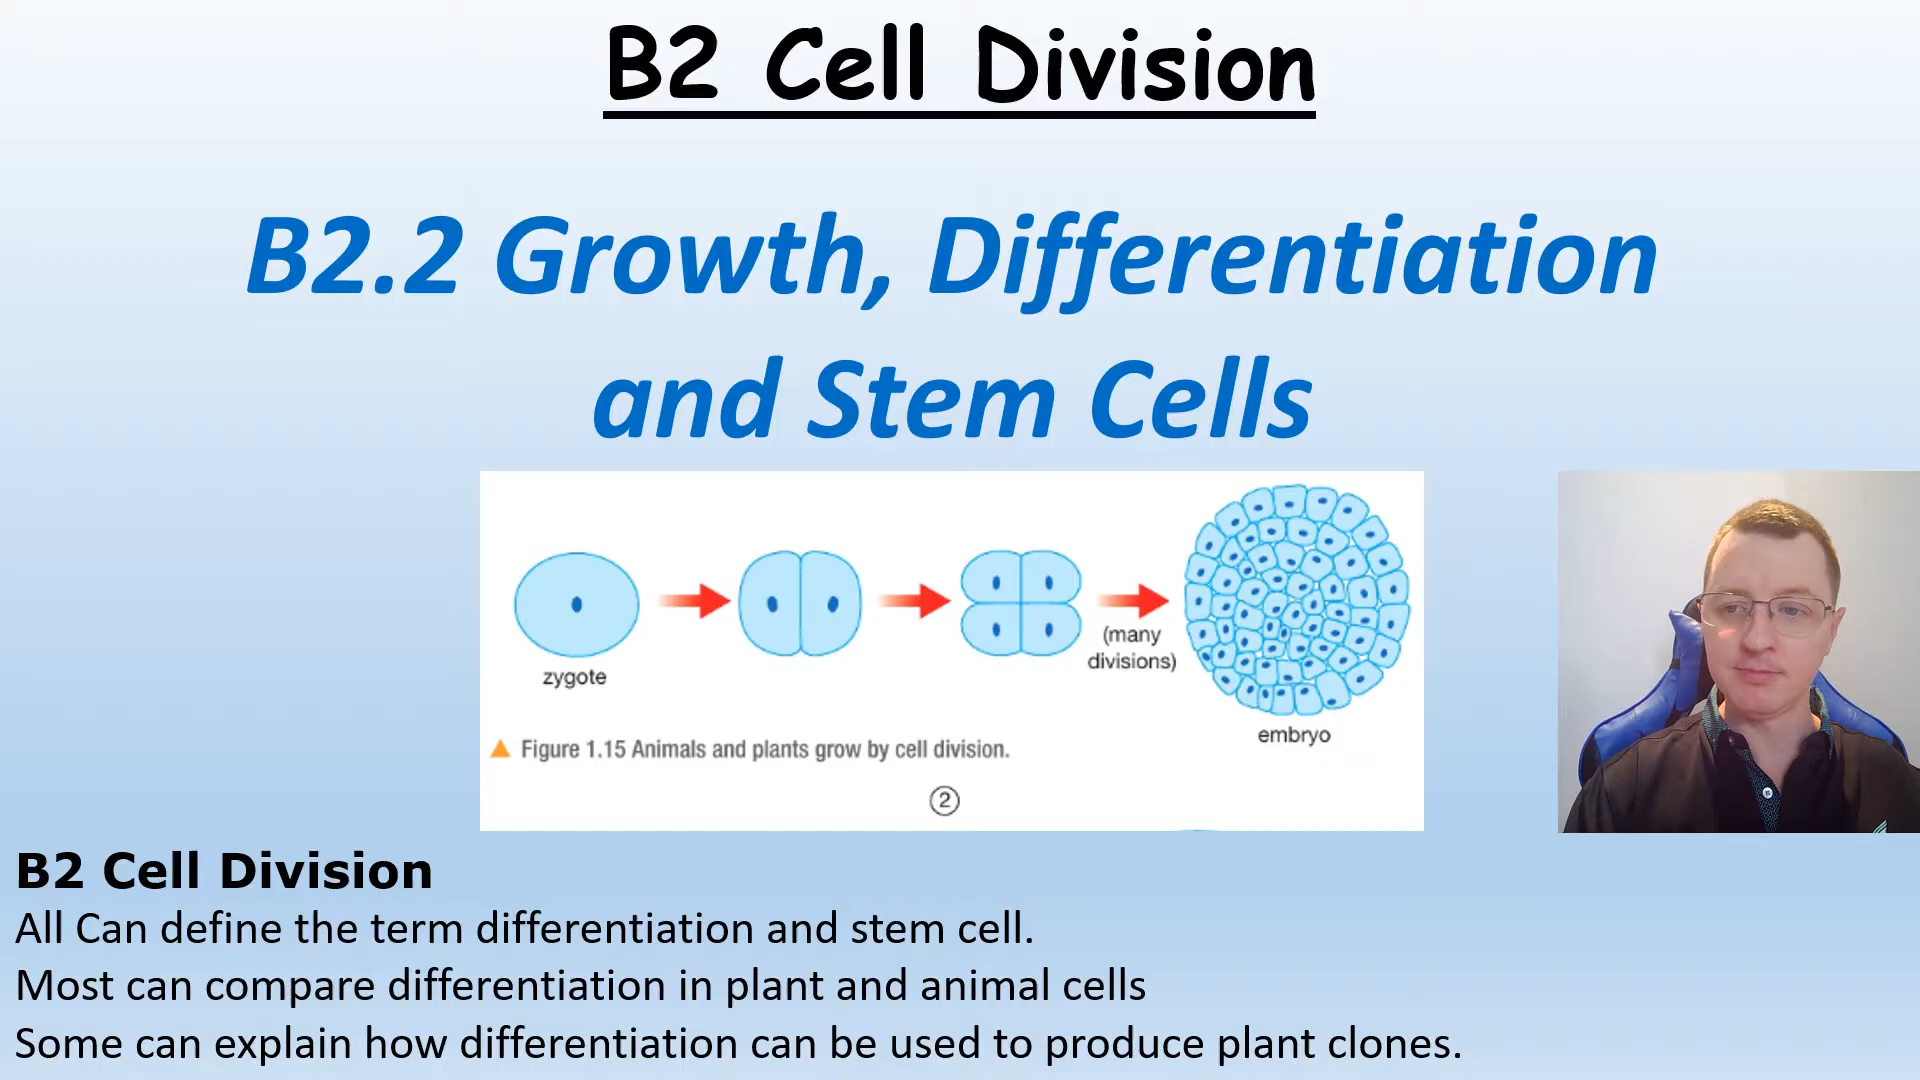 B2 Cell Division
B2.2 Growth, Differentiation
and Stem Cells
zygote
(many
divisions)
embryo
Figure 1.15 Animals and plants grow by cell division.
2
B2 Cell Division
All Can define the term differentiation and stem cell.
Most can compare differentiation in plant and animal cells
Some can explain how differentiation can be used to produce plant clones.